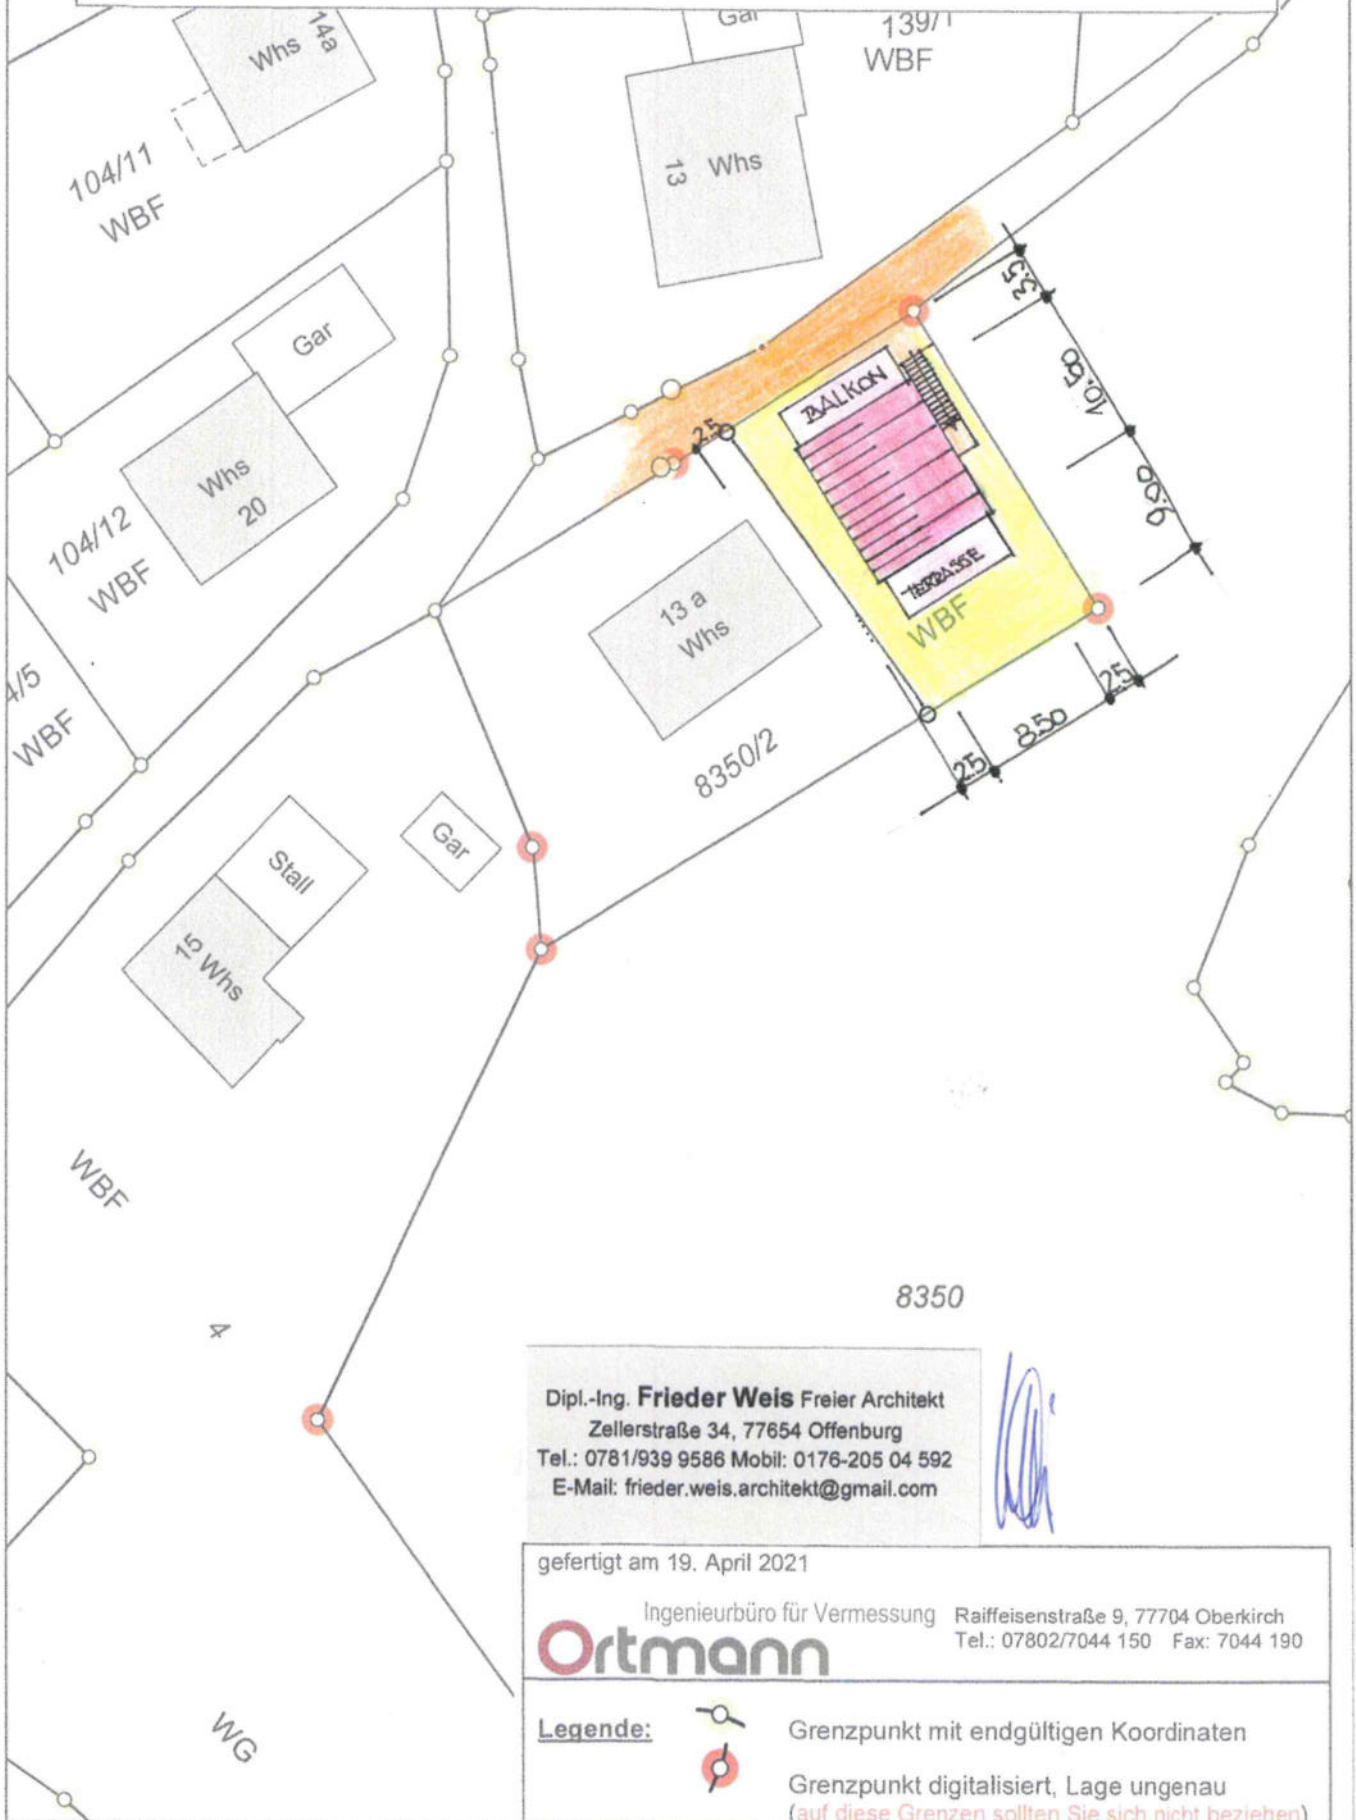 Whs 14a
Gar
139/1
WBF
104/11
WBF
13 Whs
Gar
3.5
BALKON
10.50
2.5
Whs
20
9.00
104/12
WBF
TERRASSE
13 a
Whs
WBF
4/5
WBF
2.5
8.50
2.5
8350/2
Gar
Stall
15 Whs
WBF
8350
4
Dipl.-Ing. Frieder Weis Freier Architekt
Zellerstraße 34, 77654 Offenburg
Tel.: 0781/939 9586 Mobil: 0176-205 04 592
E-Mail: frieder.weis.architekt@gmail.com
gefertigt am 19. April 2021
Ingenieurbüro für Vermessung
Ortmann
Raiffeisenstraße 9, 77704 Oberkirch
Tel.: 07802/7044 150 Fax: 7044 190
WG
Legende:
Grenzpunkt mit endgültigen Koordinaten
Grenzpunkt digitalisiert, Lage ungenau
(auf diese Grenzen sollten Sie sich nicht beziehen)